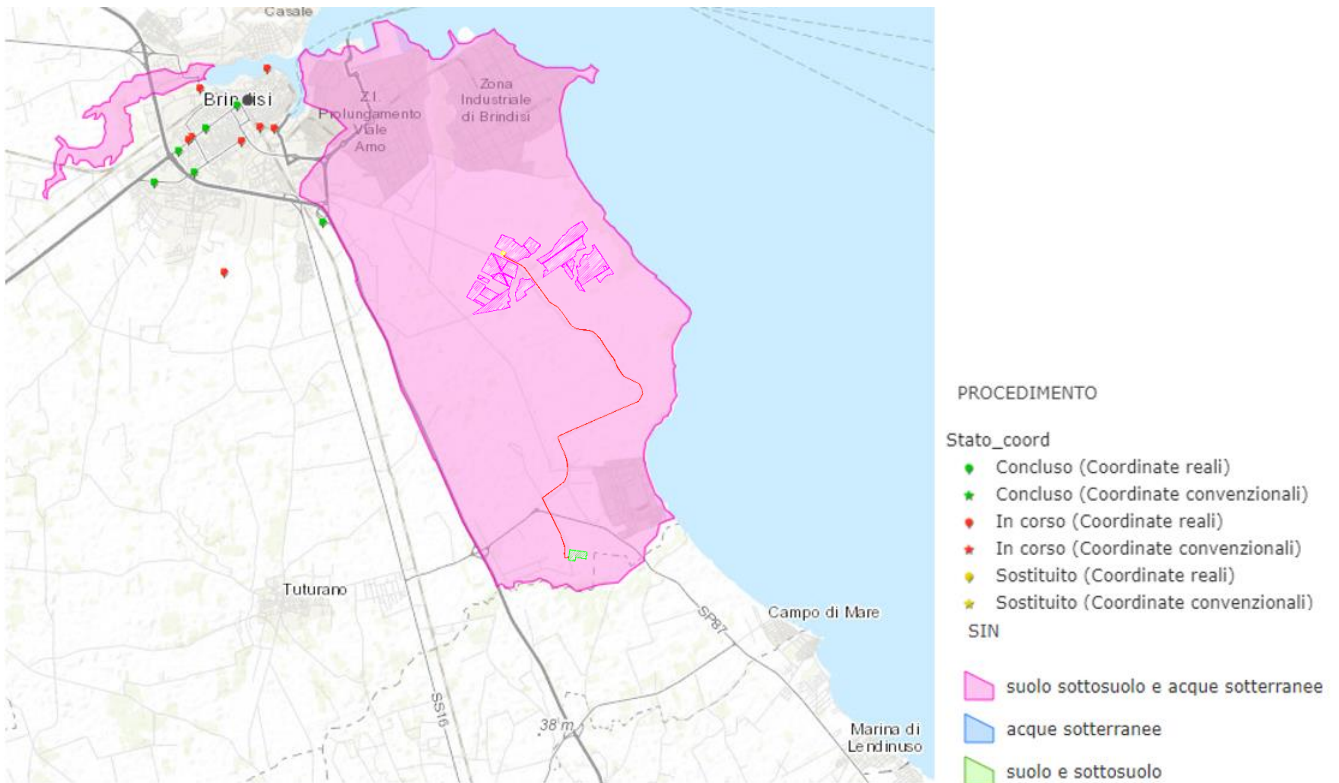 Casale
Brindisi
Z.I.
Prolungamento
Viale
Arno
Zona
Industriale
di Brindisi
Tuturano
Campo di Mare
SP87
SS16
38 m
Marina di
Lendinuso
PROCEDIMENTO
Stato_coord
Concluso (Coordinate reali)
Concluso (Coordinate convenzionali)
In corso (Coordinate reali)
In corso (Coordinate convenzionali)
Sostituito (Coordinate reali)
Sostituito (Coordinate convenzionali)
SIN
suolo sottosuolo e acque sotterranee
acque sotterranee
suolo e sottosuolo